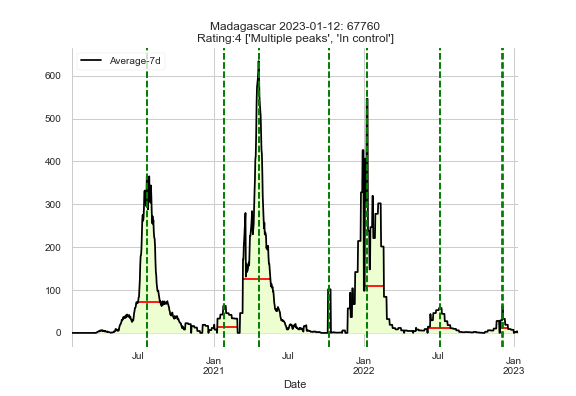 Madagascar 2023-01-12: 67760
Rating:4 ['Multiple peaks', 'In control']
Average-7d
600
500
400
300
200
100
0
Jul
Jan
2021
Jul
Jan
2022
Jul
Jan
2023
Date